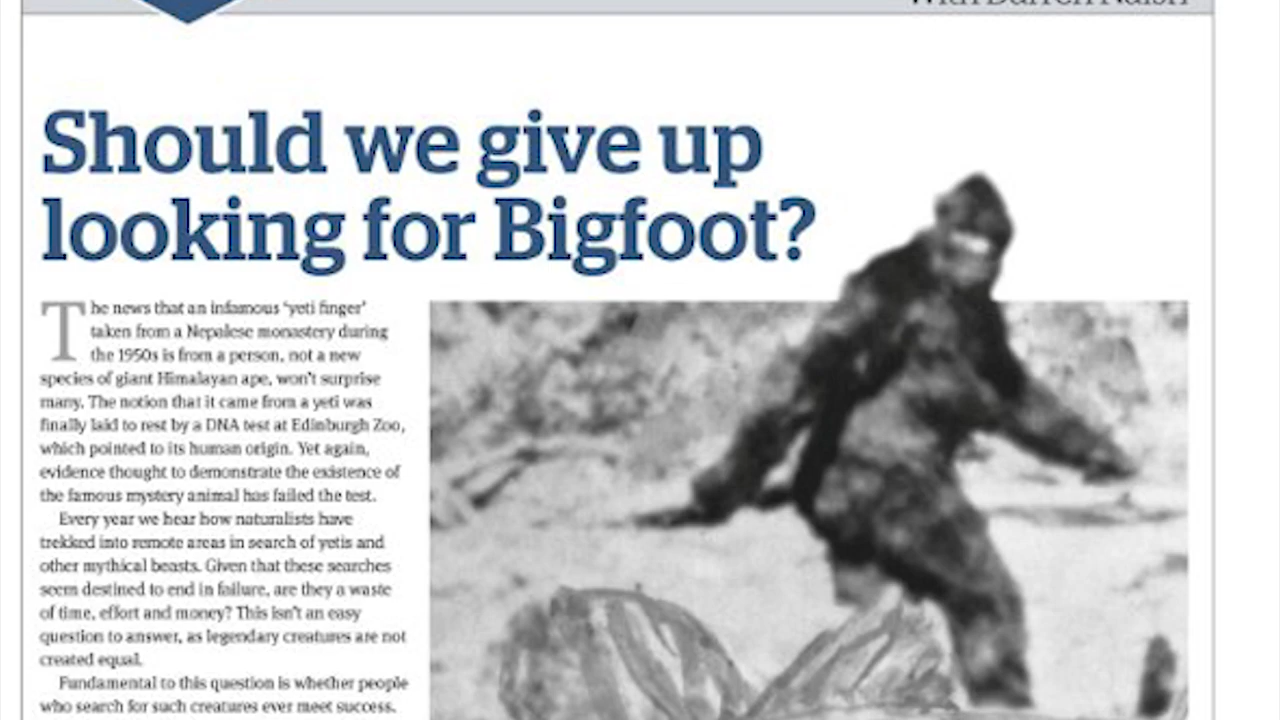 With Darren Naish
Should we give up
looking for Bigfoot?
The news that an infamous ‘yeti finger’
taken from a Nepalese monastery during
the 1950s is from a person, not a new
species of giant Himalayan ape, won’t surprise
many. The notion that it came from a yeti was
finally laid to rest by a DNA test at Edinburgh Zoo,
which pointed to its human origin. Yet again,
evidence thought to demonstrate the existence of
the famous mystery animal has failed the test.
Every year we hear how naturalists have
trekked into remote areas in search of yetis and
other mythical beasts. Given that these searches
seem destined to end in failure, are they a waste
of time, effort and money? This isn’t an easy
question to answer, as legendary creatures are not
created equal.
Fundamental to this question is whether people
who search for such creatures ever meet success.